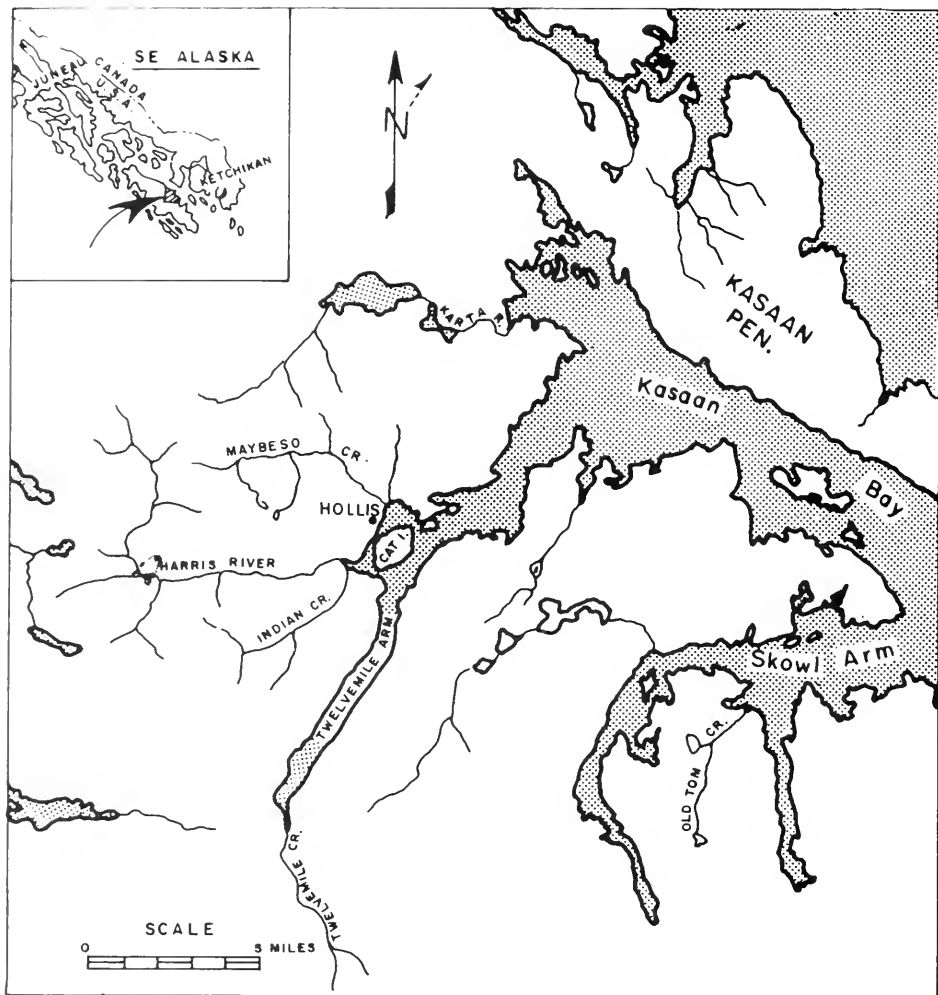 SE ALASKA
JUNEAU
CANADA
U.S.A.
KETCHIKAN
N
KASAAN
PEN.
KARTA R.
Kasaan
Bay
MAYBESO CR.
HOLLIS
CAT I.
HARRIS RIVER
INDIAN CR.
TWELVEMILE ARM
Skowl Arm
OLD TOM CR.
TWELVEMILE CR.
SCALE
0 5 MILES